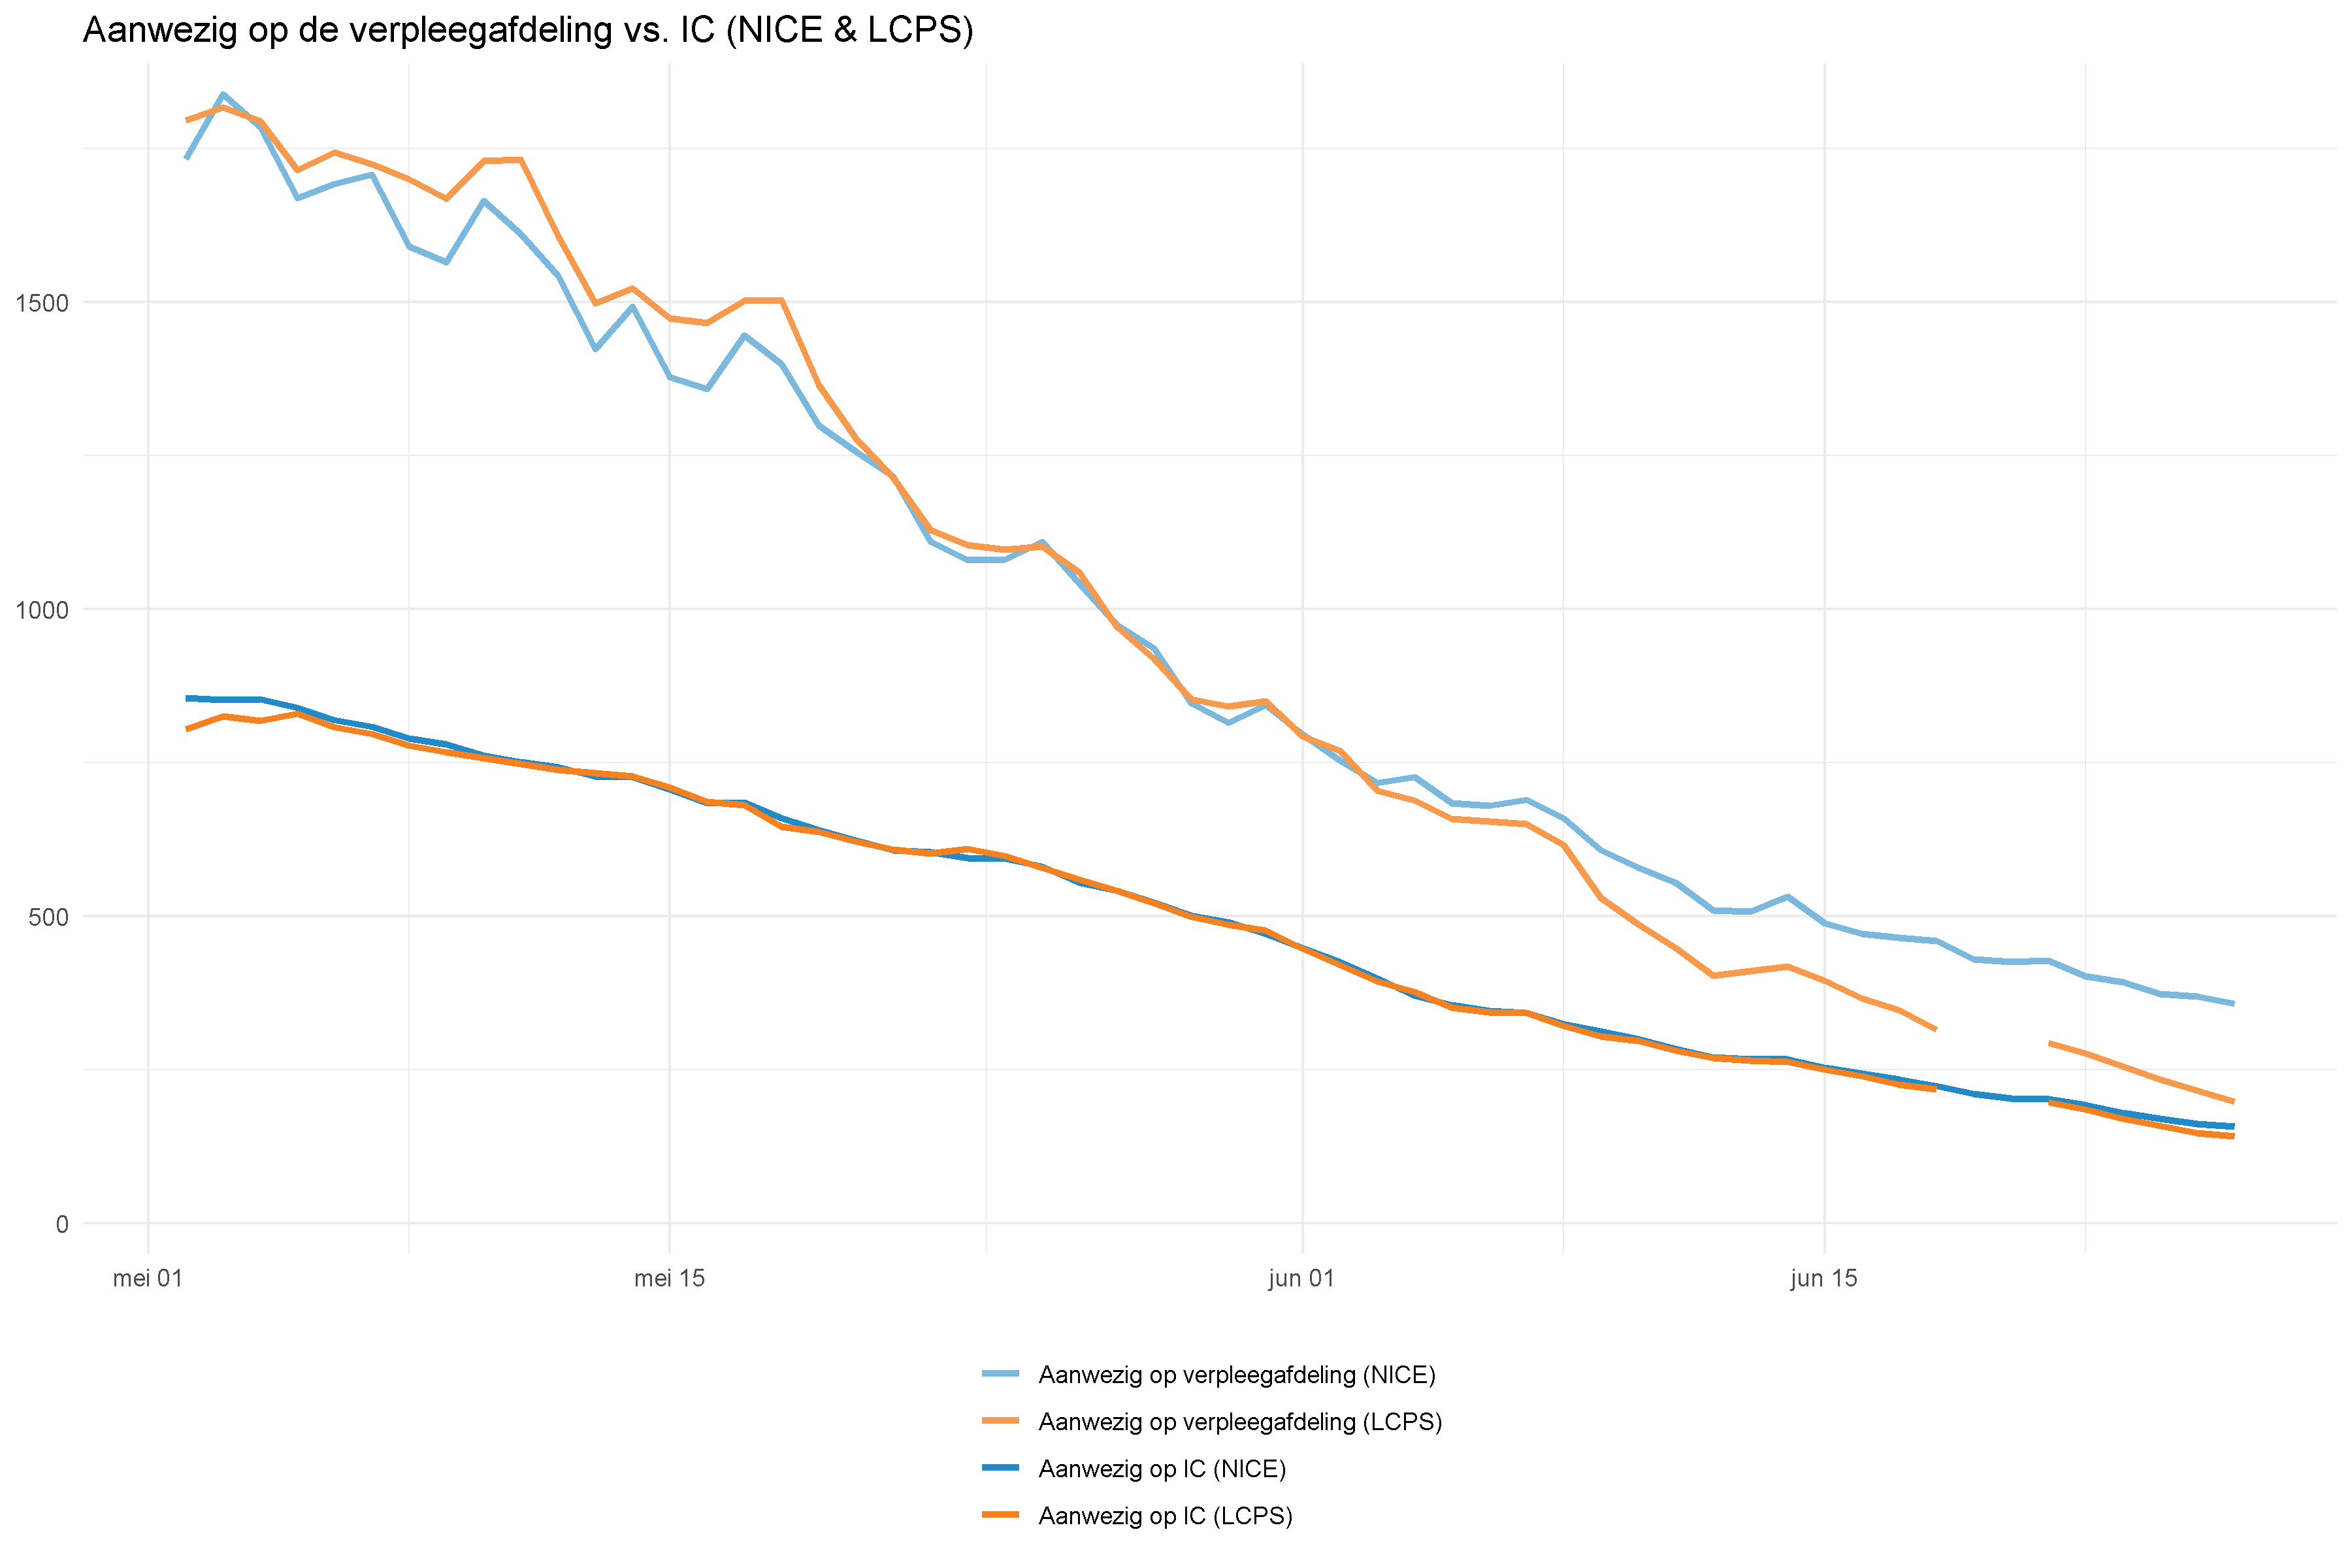 Aanwezig op de verpleegafdeling vs. IC (NICE & LCPS)
1500
1000
500
0
mei 01
mei 15
jun 01
jun 15
Aanwezig op verpleegafdeling (NICE)
Aanwezig op verpleegafdeling (LCPS)
Aanwezig op IC (NICE)
Aanwezig op IC (LCPS)